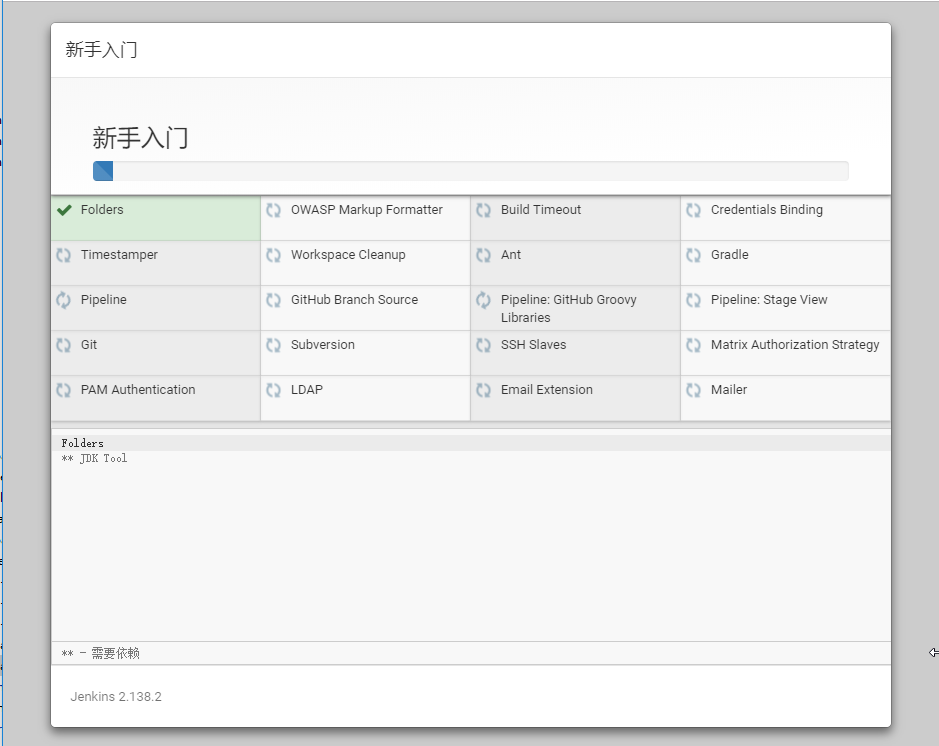 新手入门
新手入门
Folders
OWASP Markup Formatter
Build Timeout
Credentials Binding
Timestamper
Workspace Cleanup
Ant
Gradle
Pipeline
GitHub Branch Source
Pipeline: GitHub Groovy
Libraries
Pipeline: Stage View
Git
Subversion
SSH Slaves
Matrix Authorization Strategy
PAM Authentication
LDAP
Email Extension
Mailer
Folders
** JDK Tool
** - 需要依赖
Jenkins 2.138.2